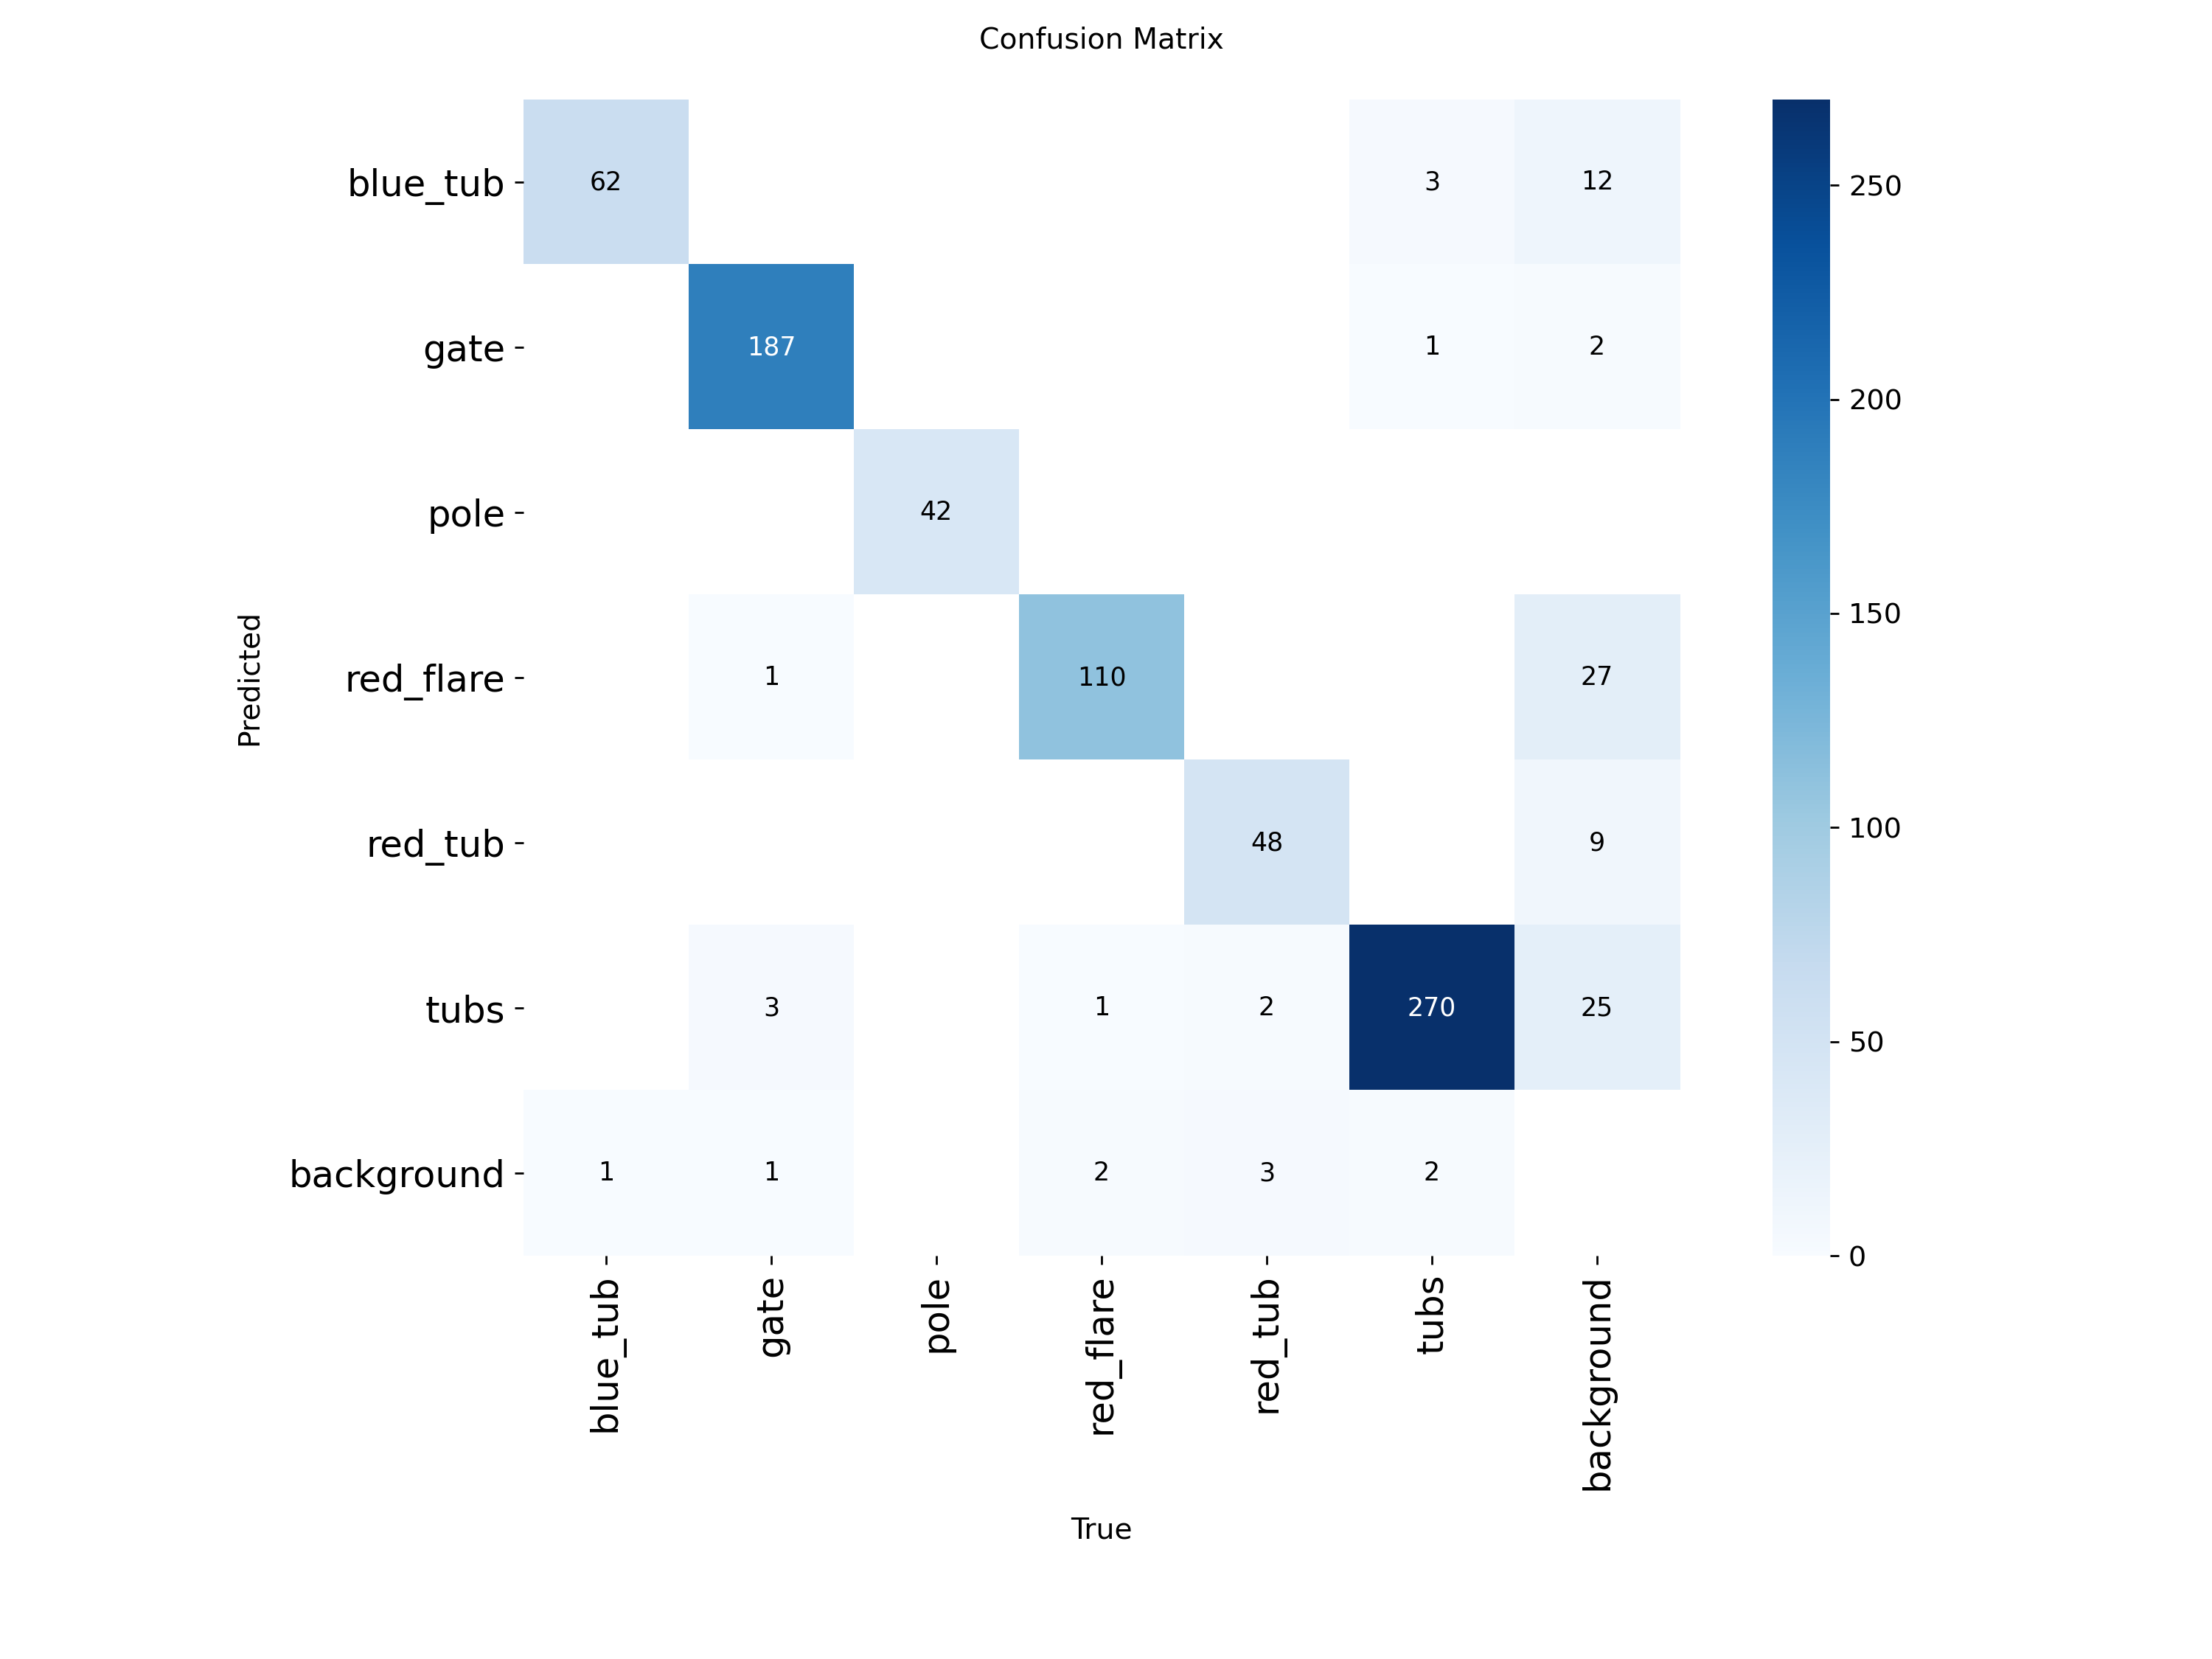 Confusion Matrix
blue_tub 62 3 12
gate 187 1 2
pole 42
red_flare 1 110 27
red_tub 48 9
tubs 3 1 2 270 25
background 1 1 2 3 2
blue_tub gate pole red_flare red_tub tubs background
Predicted
True
250
200
150
100
50
0